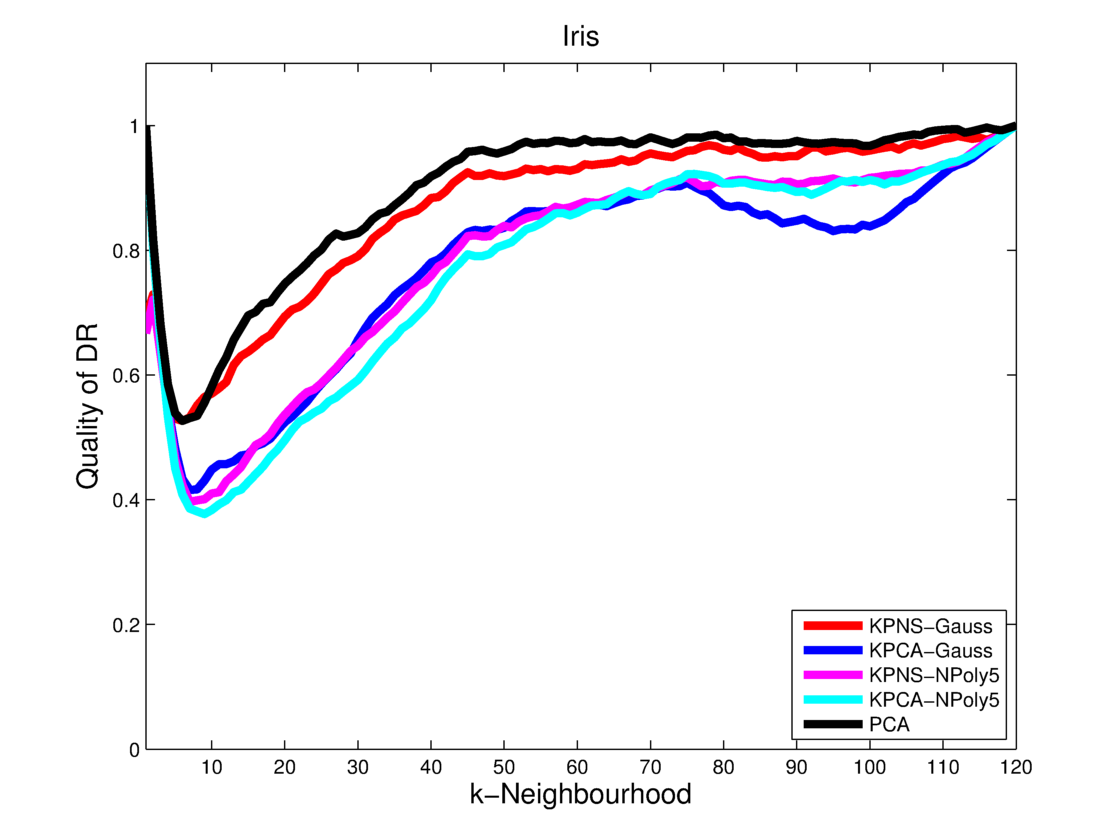 Iris
Quality of DR
1
0.8
0.6
0.4
0.2
0
10 20 30 40 50 60 70 80 90 100 110 120
k−Neighbourhood
KPNS−Gauss
KPCA−Gauss
KPNS−NPoly5
KPCA−NPoly5
PCA